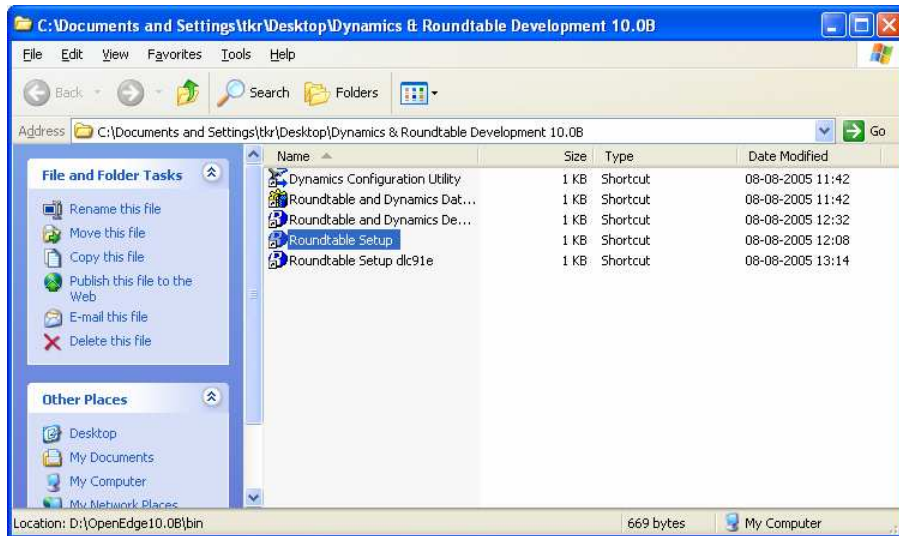 C:\Documents and Settings\tkr\Desktop\Dynamics & Roundtable Development 10.0B
File Edit View Favorites Tools Help
Back Search Folders
Address C:\Documents and Settings\tkr\Desktop\Dynamics & Roundtable Development 10.0B Go
Name Size Type Date Modified
File and Folder Tasks
Rename this file
Move this file
Copy this file
Publish this file to the
Web
E-mail this file
Delete this file
Other Places
Desktop
My Documents
My Computer
My Network Places
Dynamics Configuration Utility 1 KB Shortcut 08-08-2005 11:42
Roundtable and Dynamics Dat... 1 KB Shortcut 08-08-2005 11:42
Roundtable and Dynamics De... 1 KB Shortcut 08-08-2005 12:32
Roundtable Setup 1 KB Shortcut 08-08-2005 12:08
Roundtable Setup dlc91e 1 KB Shortcut 08-08-2005 13:14
Location: D:\OpenEdge10.0B\bin 669 bytes My Computer